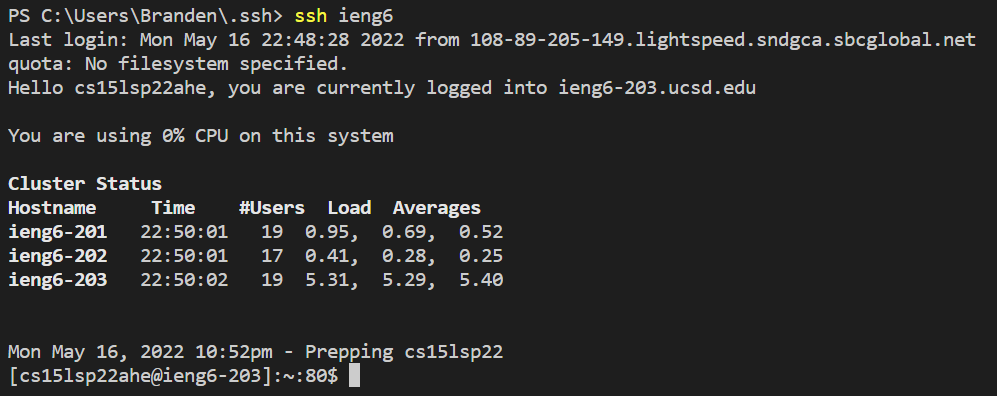 PS C:\Users\Branden\.ssh> ssh ieng6
Last login: Mon May 16 22:48:28 2022 from 108-89-205-149.lightspeed.sndgca.sbcglobal.net
quota: No filesystem specified.
Hello cs15lsp22ahe, you are currently logged into ieng6-203.ucsd.edu

You are using 0% CPU on this system

Cluster Status
Hostname     Time    #Users  Load  Averages
ieng6-201   22:50:01   19  0.95,  0.69,  0.52
ieng6-202   22:50:01   17  0.41,  0.28,  0.25
ieng6-203   22:50:02   19  5.31,  5.29,  5.40


Mon May 16, 2022 10:52pm - Prepping cs15lsp22
[cs15lsp22ahe@ieng6-203]:~:80$